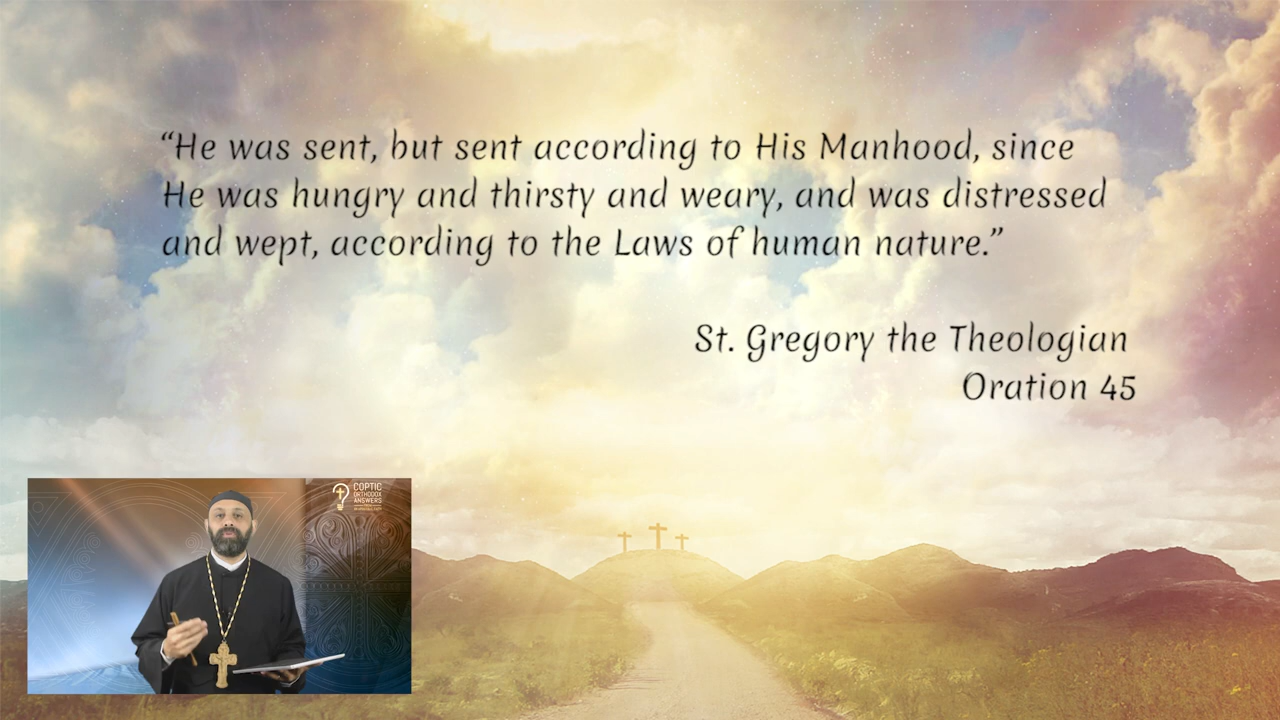 “He was sent, but sent according to His Manhood, since
He was hungry and thirsty and weary, and was distressed
and wept, according to the Laws of human nature.”
St. Gregory the Theologian
Oration 45
COPTIC
ORTHODOX
ANSWERS